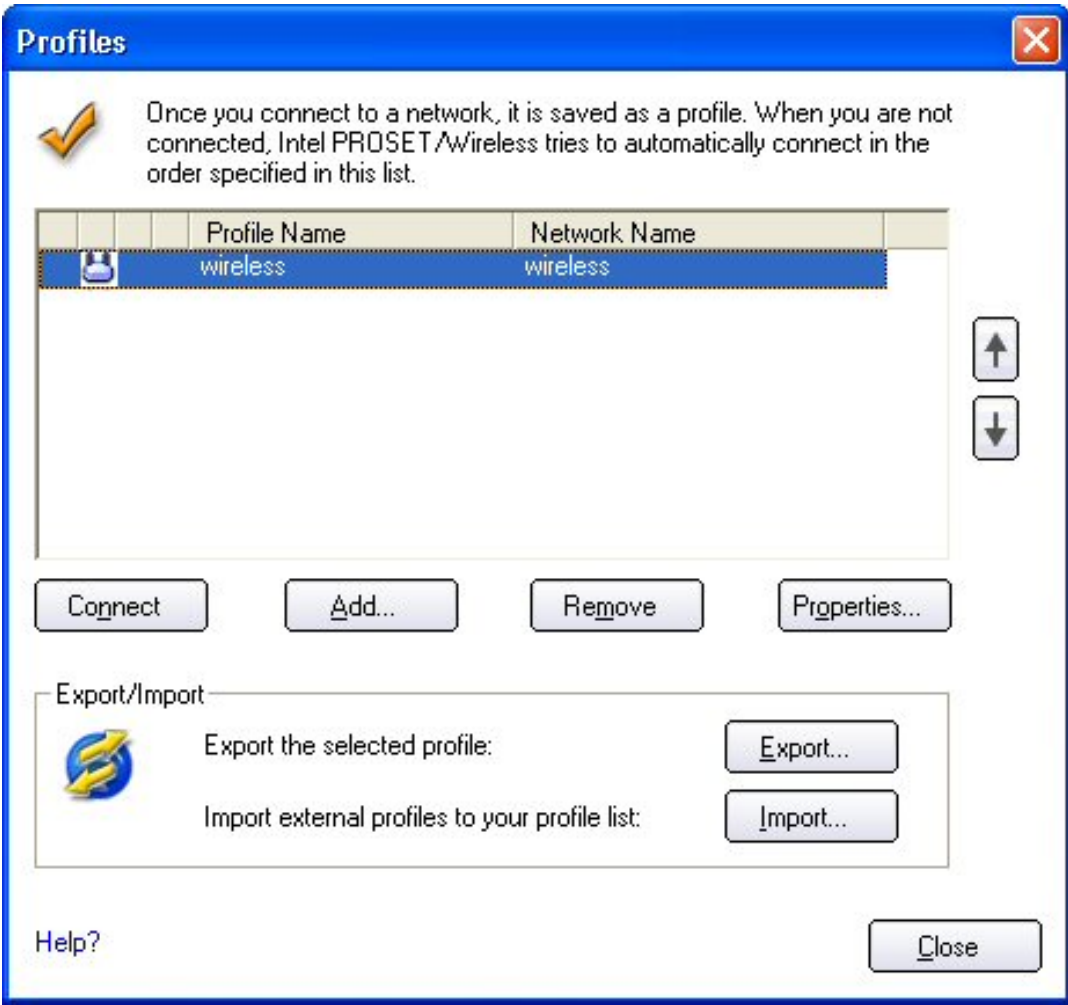 Profiles
Once you connect to a network, it is saved as a profile. When you are not
connected, Intel PROSET/Wireless tries to automatically connect in the
order specified in this list.
Profile Name Network Name
wireless wireless
Connect Add... Remove Properties...
Export/Import
Export the selected profile: Export...
Import external profiles to your profile list: Import...
Help? Close